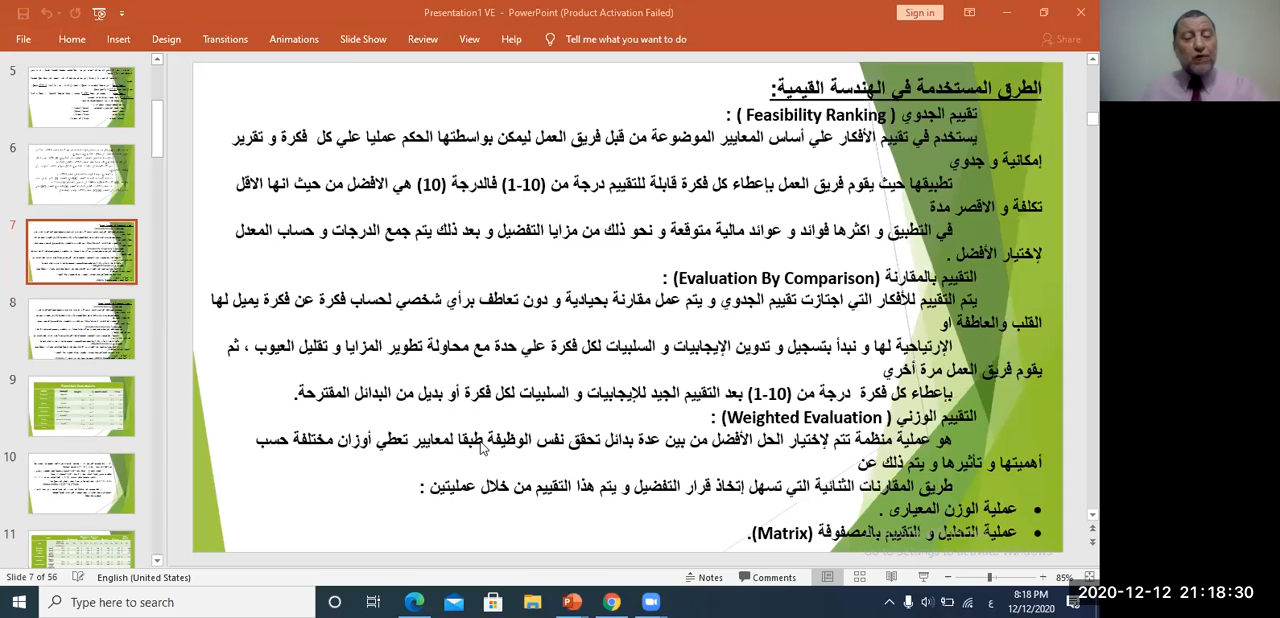 Presentation1 VE - PowerPoint (Product Activation Failed)
Sign in
File Home Insert Design Transitions Animations Slide Show Review View Help Tell me what you want to do Share
5
6
7
8
9
10
11
الطرق المستخدمة في الهندسة القيمية:
تقييم الجدوي ( Feasibility Ranking ) :
يستخدم في تقييم الأفكار علي أساس المعايير الموضوعة من قبل فريق العمل ليمكن بواسطتها الحكم عمليا علي كل فكرة و تقرير
إمكانية و جدوي
تطبيقها حيث يقوم فريق العمل بإعطاء كل فكرة قابلة للتقييم درجة من (10-1) فالدرجة (10) هي الافضل من حيث انها الاقل
تكلفة و الاقصر مدة
في التطبيق و اكثرها فوائد و عوائد مالية متوقعة و نحو ذلك من مزايا التفضيل و بعد ذلك يتم جمع الدرجات و حساب المعدل
لإختيار الأفضل .
التقييم بالمقارنة (Evaluation By Comparison) :
يتم التقييم للأفكار التي اجتازت تقييم الجدوي و يتم عمل مقارنة بحيادية و دون تعاطف برأي شخصي لحساب فكرة عن فكرة يميل لها
القلب والعاطفة او
الإرتياحية لها و نبدأ بتسجيل و تدوين الإيجابيات و السلبيات لكل فكرة علي حدة مع محاولة تطوير المزايا و تقليل العيوب ، ثم
يقوم فريق العمل مرة أخري
بإعطاء كل فكرة درجة من (10-1) بعد التقييم الجيد للإيجابيات و السلبيات لكل فكرة أو بديل من البدائل المقترحة.
التقييم الوزني ( Weighted Evaluation) :
هو عملية منظمة تتم لإختيار الحل الأفضل من بين عدة بدائل تحقق نفس الوظيفة طبقا لمعايير تعطي أوزان مختلفة حسب
أهميتها و تأثيرها و يتم ذلك عن
طريق المقارنات الثنائية التي تسهل إتخاذ قرار التفضيل و يتم هذا التقييم من خلال عمليتين :
• عملية الوزن المعيارى .
• عملية التحليل و التقييم بالمصفوفة (Matrix).
Go to Settings to activate Windows.
Slide 7 of 56 English (United States) Notes Comments 85%
Type here to search
8:18 PM
12/12/2020
2020-12-12 21:18:30